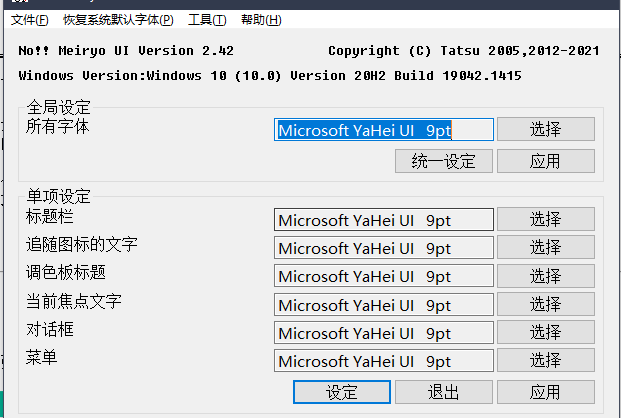 文件(F) 恢复系统默认字体(P) 工具(T) 帮助(H)
No!! Meiryo UI Version 2.42 Copyright (C) Tatsu 2005,2012-2021
Windows Version:Windows 10 (10.0) Version 20H2 Build 19042.1415
全局设定
所有字体 Microsoft YaHei UI 9pt 选择
统一设定 应用
单项设定
标题栏 Microsoft YaHei UI 9pt 选择
追随图标的文字 Microsoft YaHei UI 9pt 选择
调色板标题 Microsoft YaHei UI 9pt 选择
当前焦点文字 Microsoft YaHei UI 9pt 选择
对话框 Microsoft YaHei UI 9pt 选择
菜单 Microsoft YaHei UI 9pt 选择
设定 退出 应用